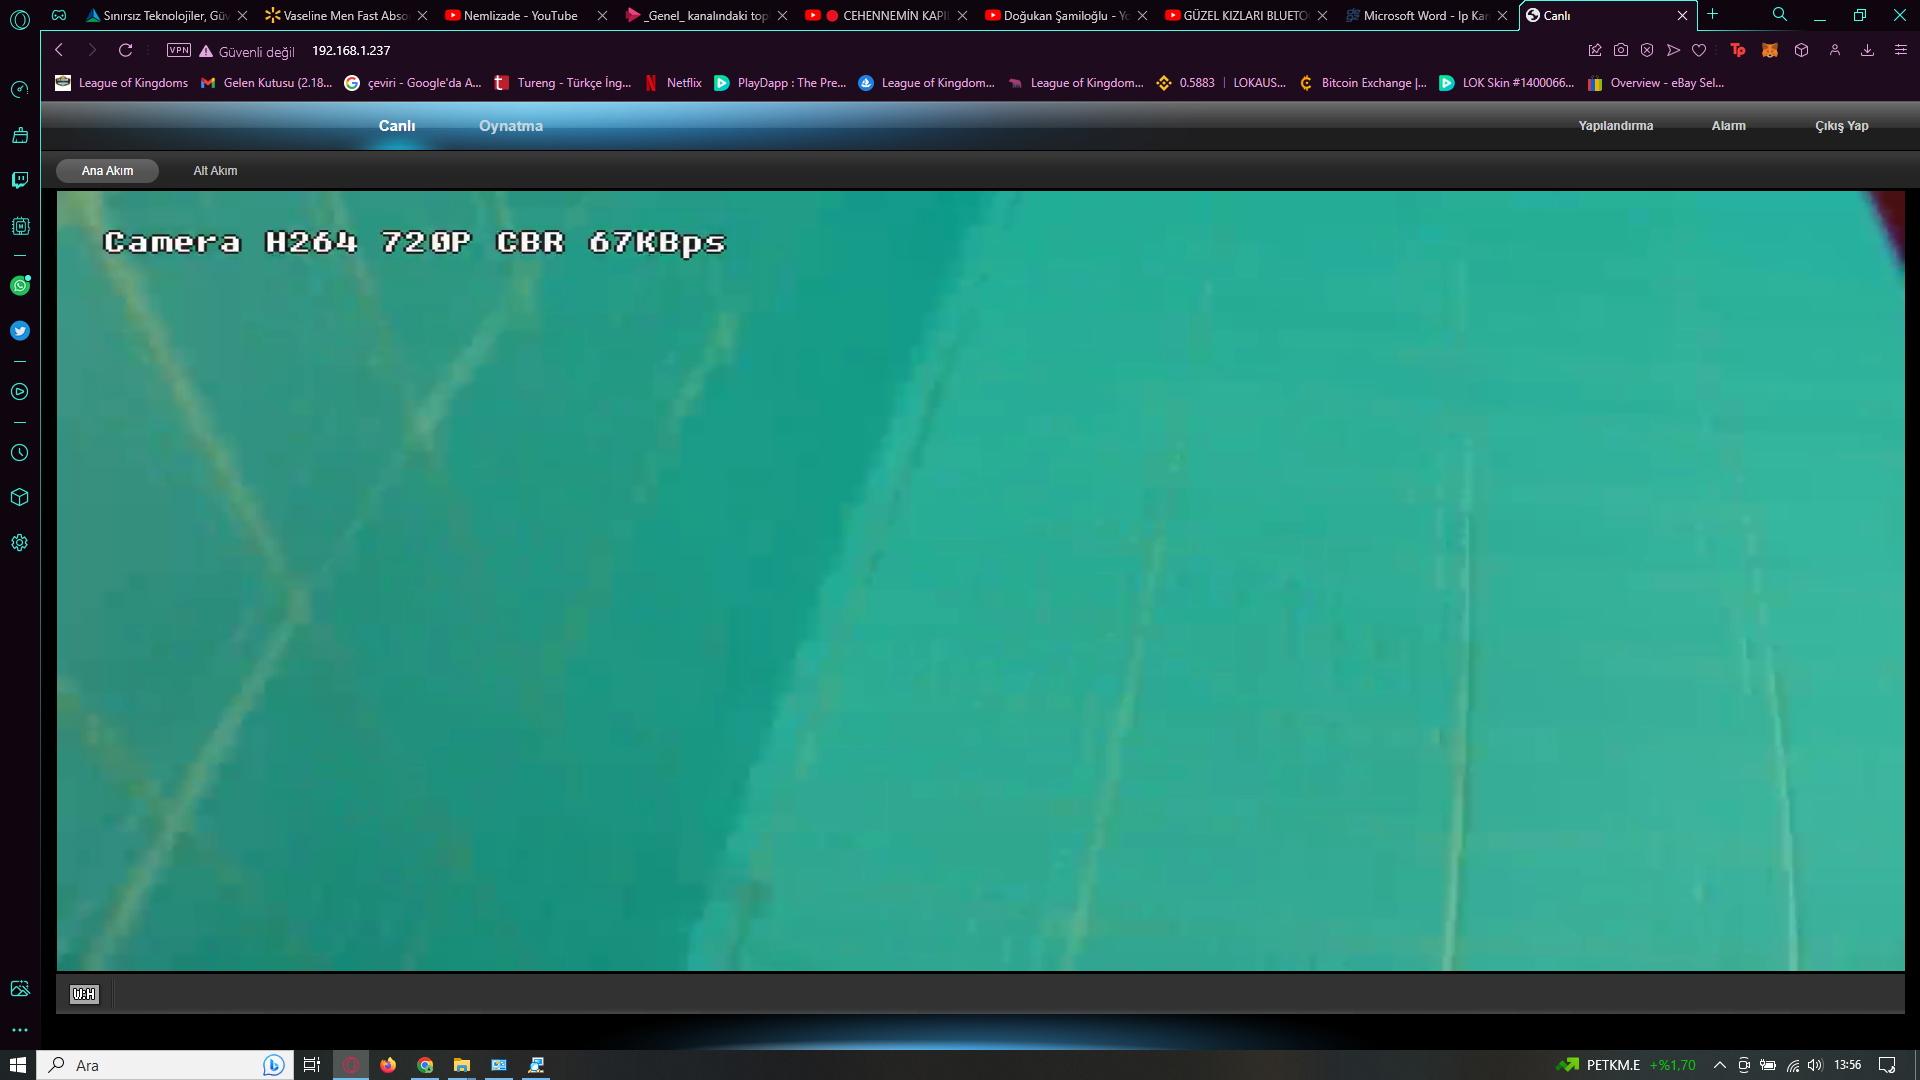 Sınırsız Teknolojiler, Güv
Vaseline Men Fast Abso
Nemlizade - YouTube
_Genel_ kanalındaki top
CEHENNEMİN KAPI
Doğukan Şamiloğlu - Yo
GÜZEL KIZLARI BLUETO
Microsoft Word - Ip Kar
Canlı
VPN
Güvenli değil
192.168.1.237
League of Kingdoms
Gelen Kutusu (2.18...
çeviri - Google'da A...
Tureng - Türkçe İng...
Netflix
PlayDapp : The Pre...
League of Kingdom...
League of Kingdom...
0.5883 | LOKAUS...
Bitcoin Exchange |...
LOK Skin #1400066...
Overview - eBay Sel...
Canlı
Oynatma
Yapılandırma
Alarm
Çıkış Yap
Ana Akım
Alt Akım
Camera H264 720P CBR 67KBps
W:H
Ara
PETKM.E +%1,70
13:56